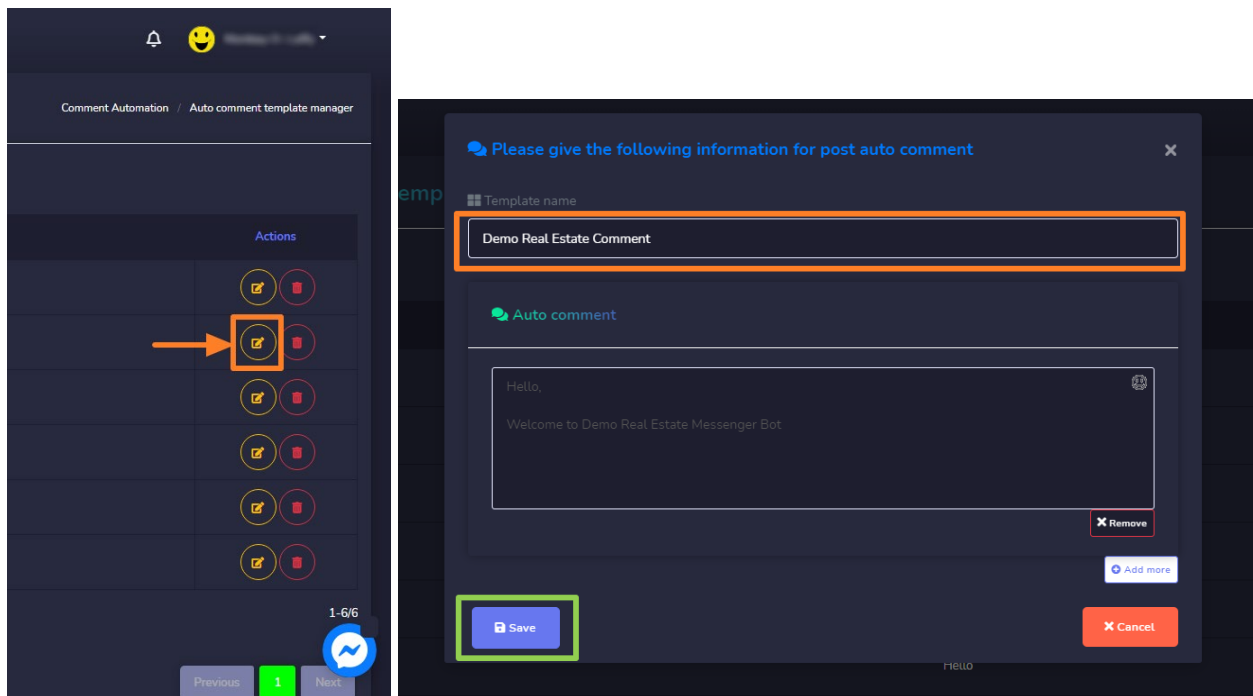 Comment Automation / Auto comment template manager
Actions
1-6/6
Previous 1 Next
emp
Please give the following information for post auto comment
Template name
Demo Real Estate Comment
Auto comment
Hello,
Welcome to Demo Real Estate Messenger Bot
Remove
Add more
Save
Cancel
Hello